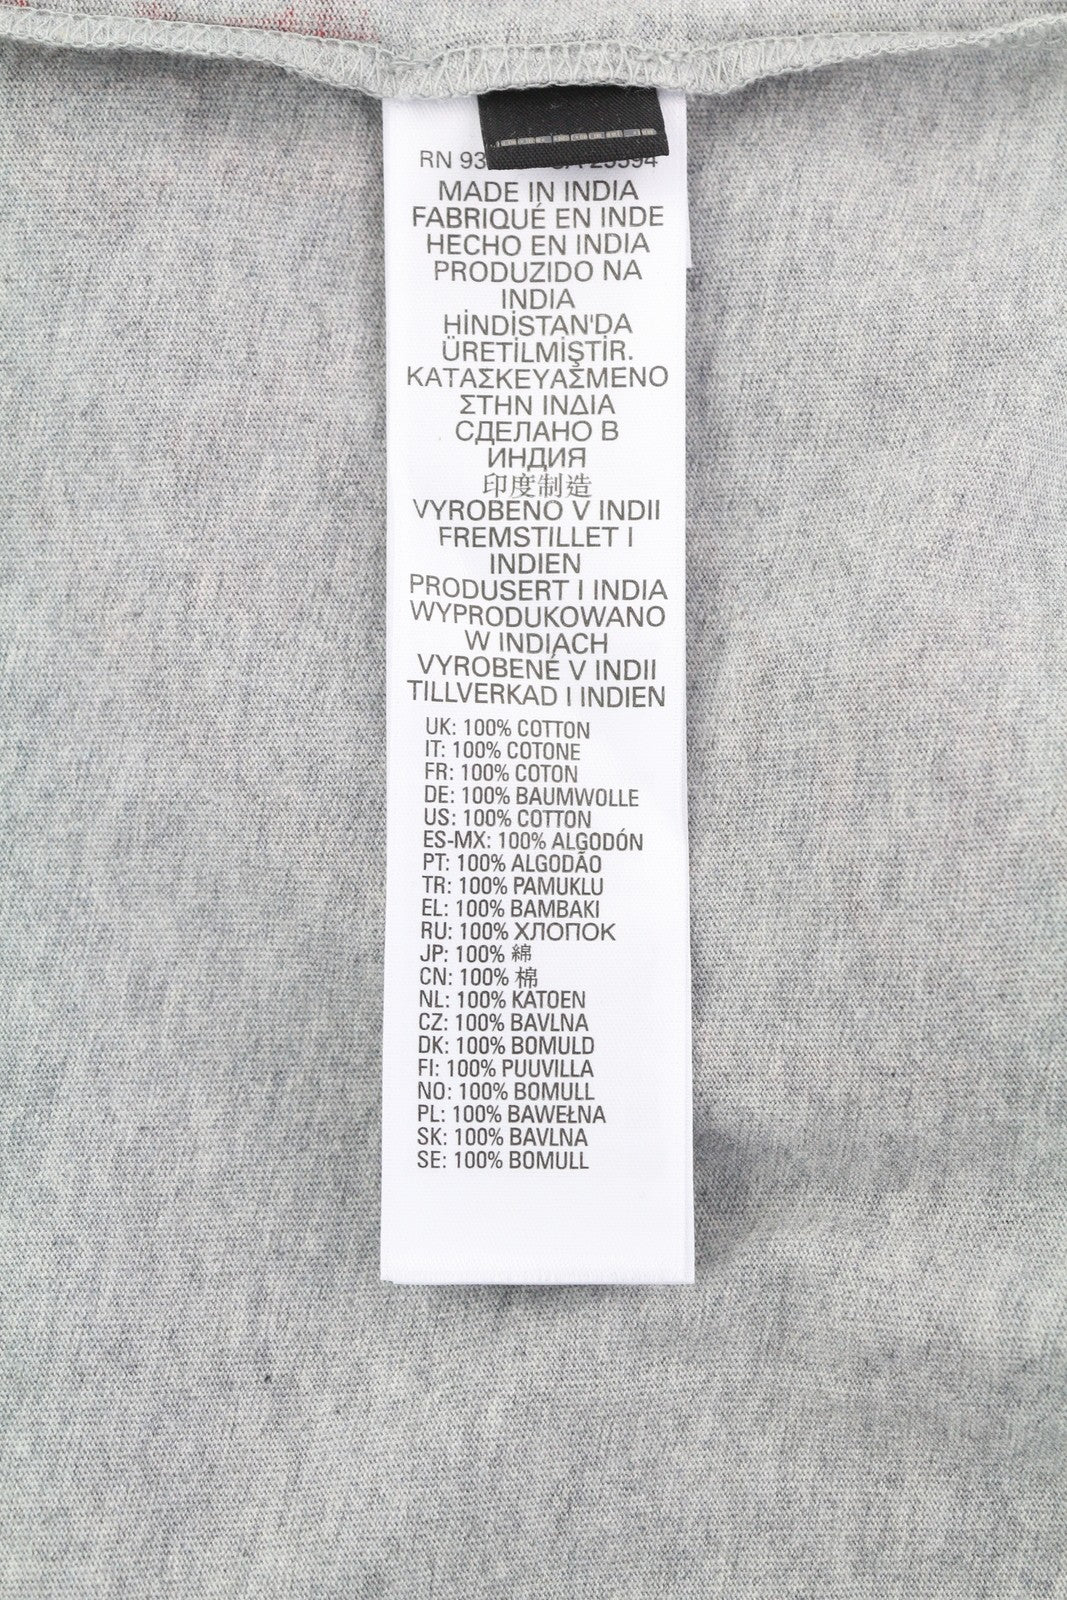 RN 93
MADE IN INDIA
FABRIQUÉ EN INDE
HECHO EN INDIA
PRODUZIDO NA
INDIA
HİNDİSTAN'DA
ÜRETİLMİŞTİR.
ΚΑΤΑΣΚΕΥΑΣΜΕΝΟ
ΣΤΗΝ ΙΝΔΙΑ
СДЕЛАНО В
ИНДИЯ
印度制造
VYROBENO V INDII
FREMSTILLET I
INDIEN
PRODUSERT I INDIA
WYPRODUKOWANO
W INDIACH
VYROBENÉ V INDII
TILLVERKAD I INDIEN
UK: 100% COTTON
IT: 100% COTONE
FR: 100% COTON
DE: 100% BAUMWOLLE
US: 100% COTTON
ES-MX: 100% ALGODÓN
PT: 100% ALGODÃO
TR: 100% PAMUKLU
EL: 100% BAMBAKI
RU: 100% ХЛОПОК
JP: 100% 綿
CN: 100% 棉
NL: 100% KATOEN
CZ: 100% BAVLNA
DK: 100% BOMULD
FI: 100% PUUVILLA
NO: 100% BOMULL
PL: 100% BAWEŁNA
SK: 100% BAVLNA
SE: 100% BOMULL